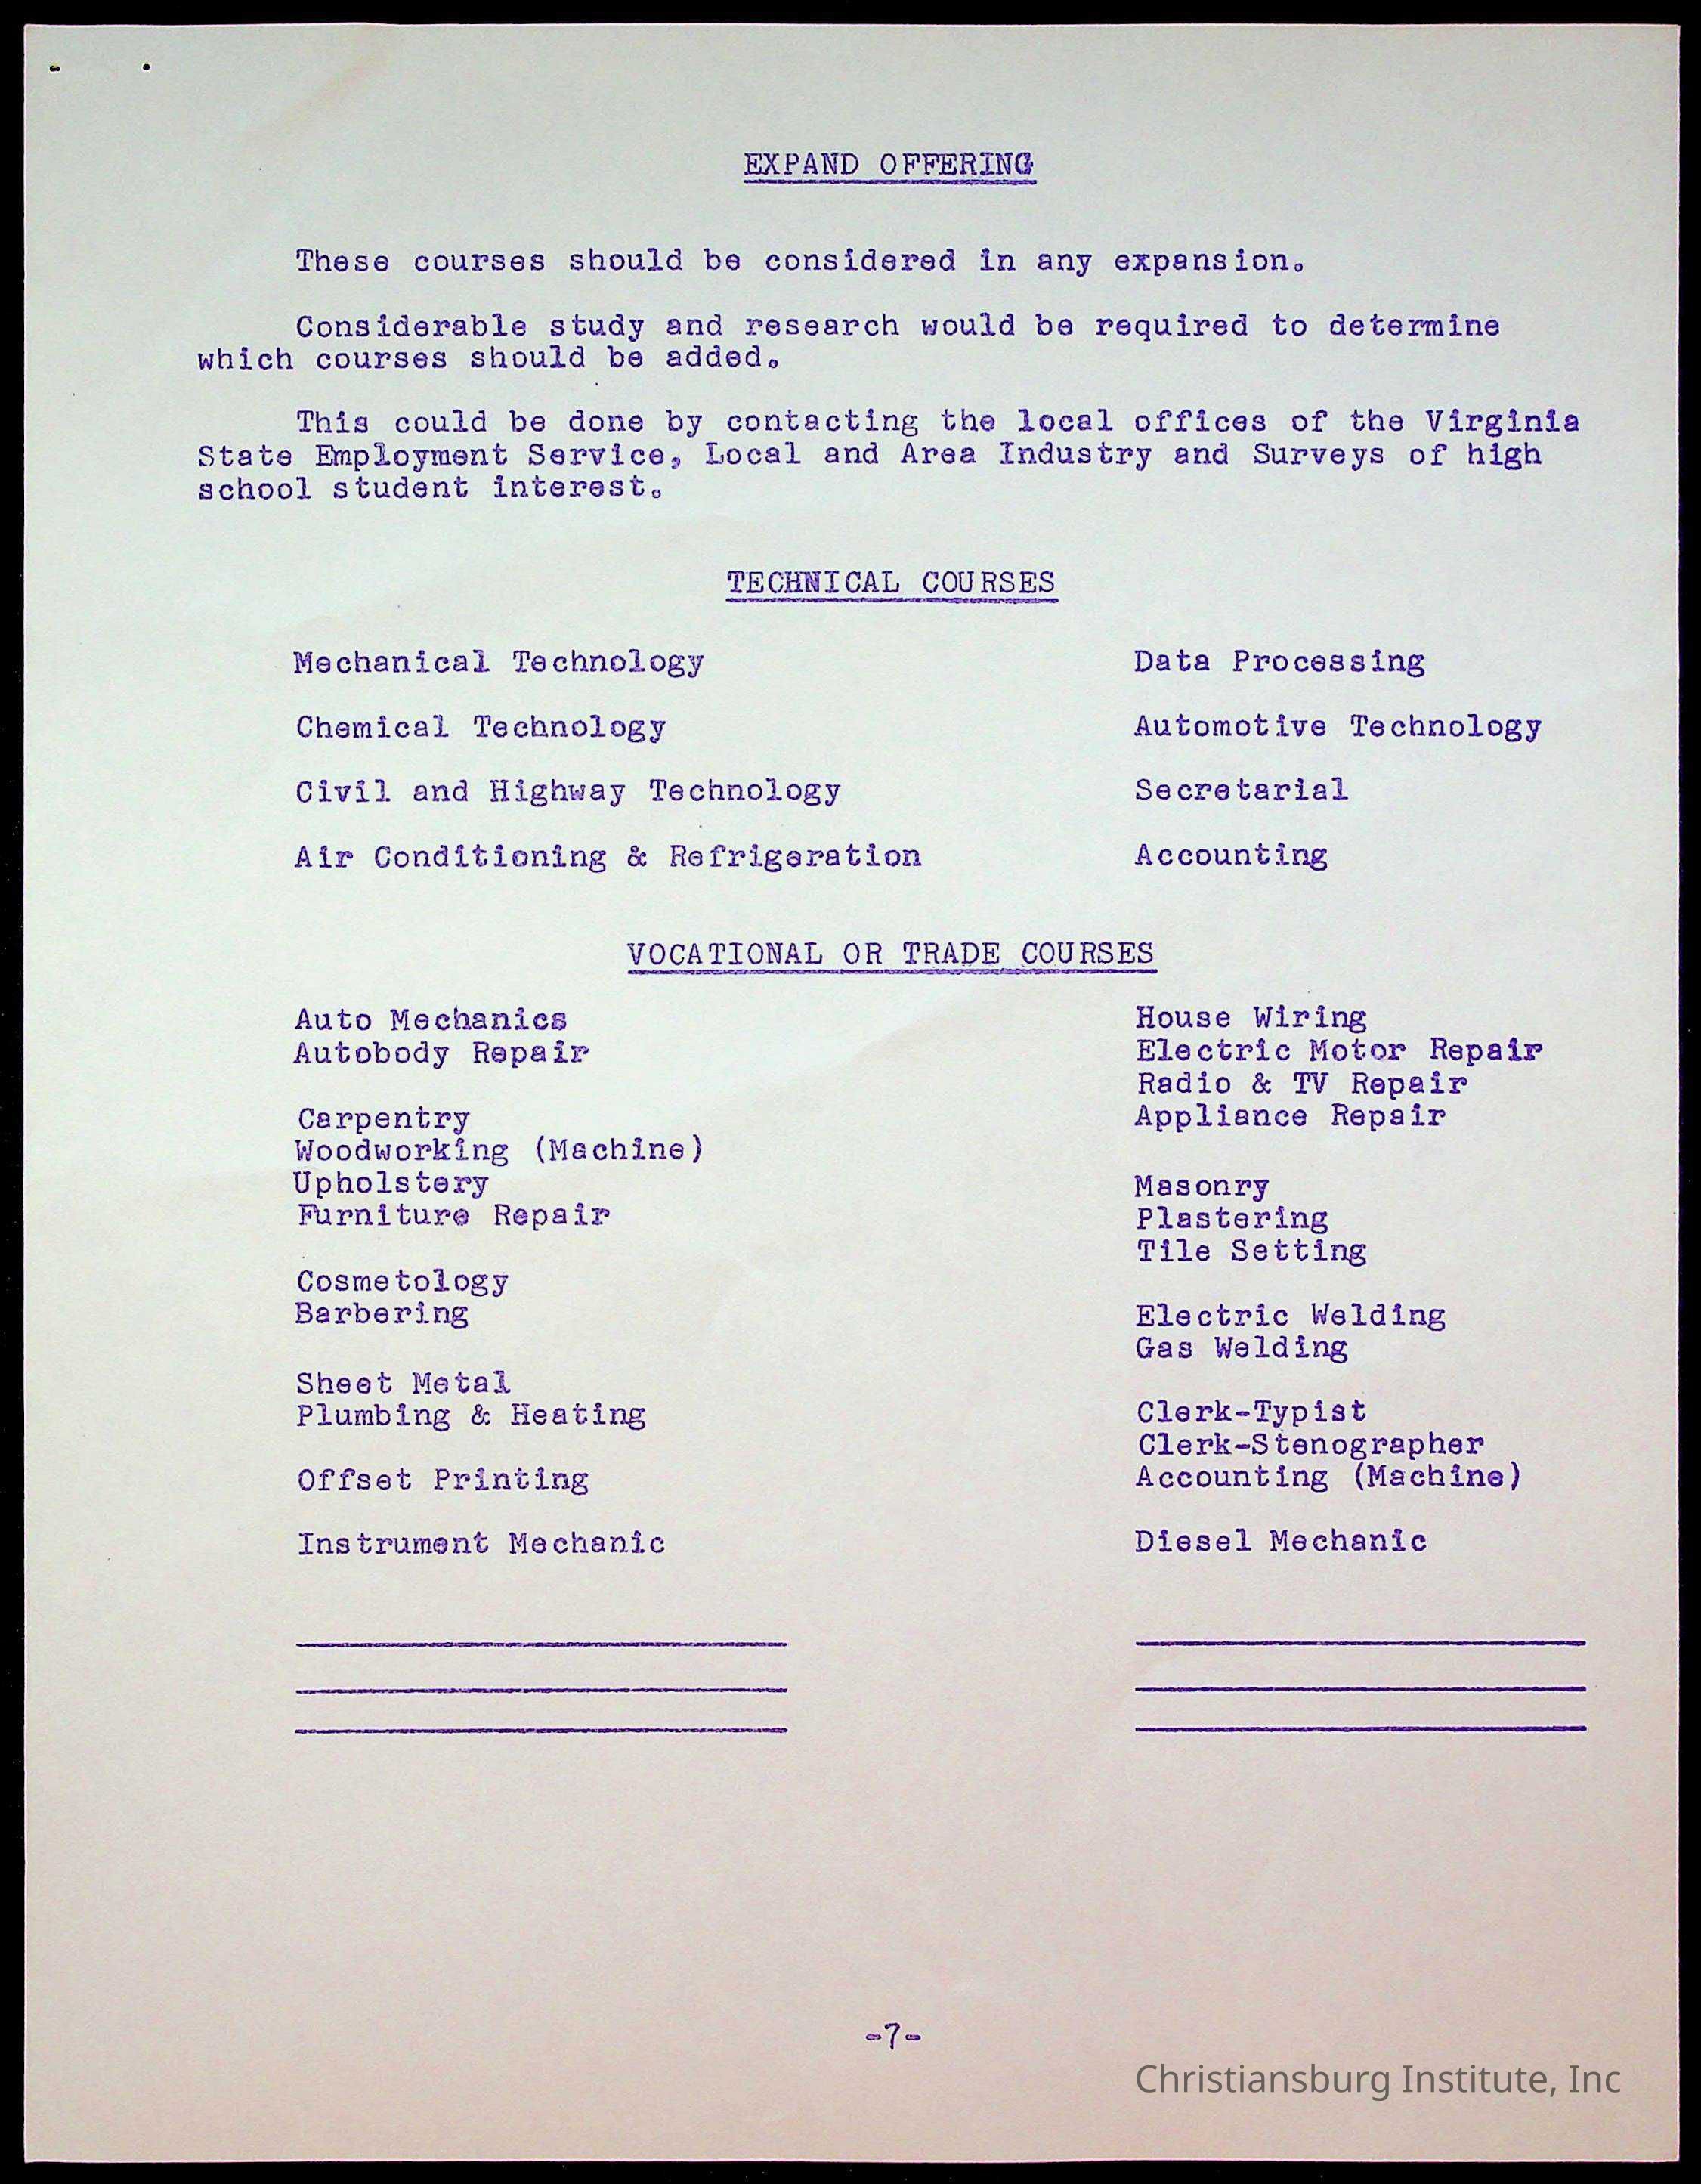 EXPAND OFFERING
These courses should be considered in any expansion.
Considerable study and research would be required to determine
which courses should be added.
This could be done by contacting the local offices of the Virginia
State Employment Service, Local and Area Industry and Surveys of high
school student interest.
TECHNICAL COURSES
Mechanical Technology
Chemical Technology
Civil and Highway Technology
Air Conditioning & Refrigeration
Data Processing
Automotive Technology
Secretarial
Accounting
VOCATIONAL OR TRADE COURSES
Auto Mechanics
Autobody Repair
Carpentry
Woodworking (Machine)
Upholstery
Furniture Repair
Cosmetology
Barbering
Sheet Metal
Plumbing & Heating
Offset Printing
Instrument Mechanic
House Wiring
Electric Motor Repair
Radio & TV Repair
Appliance Repair
Masonry
Plastering
Tile Setting
Electric Welding
Gas Welding
Clerk-Typist
Clerk-Stenographer
Accounting (Machine)
Diesel Mechanic
-7-
Christiansburg Institute, Inc